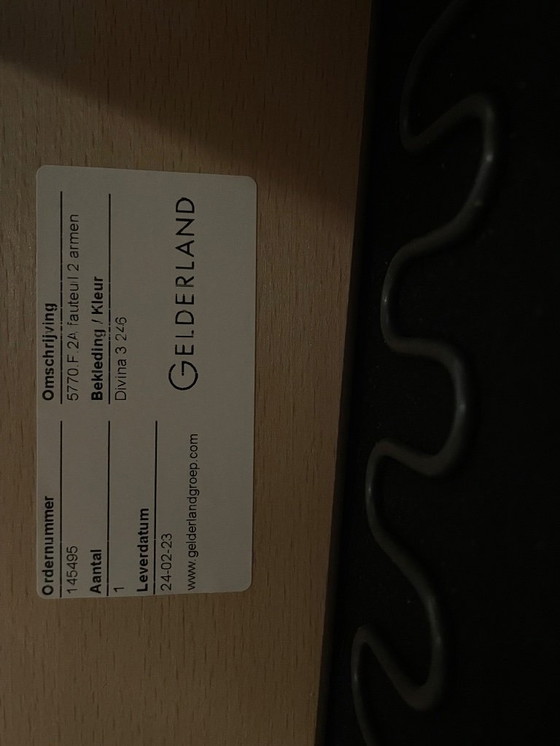 Ordernummer
145495
Aantal
1
Leverdatum
24-02-23
www.gelderlandgroep.com
Omschrijving
5770.F.2A fauteuil 2 armen
Bekleding / Kleur
Divina 3 246
GELDERLAND